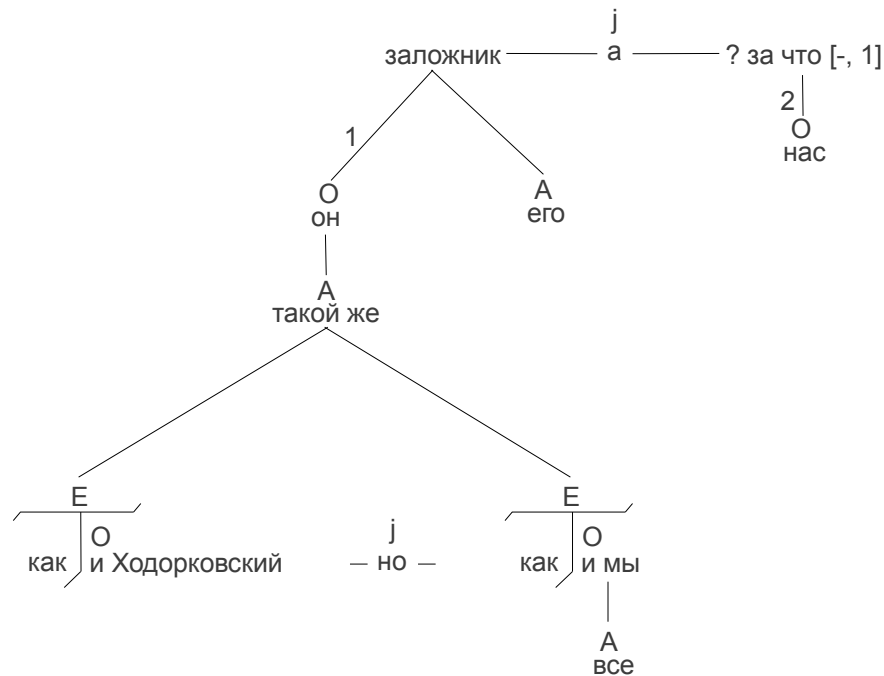 j
заложник а ? за что [-, 1]
2
1 О
нас
О А
он его
А
такой же
Е Е
j О О
как и Ходорковский – но – как и мы
А
все